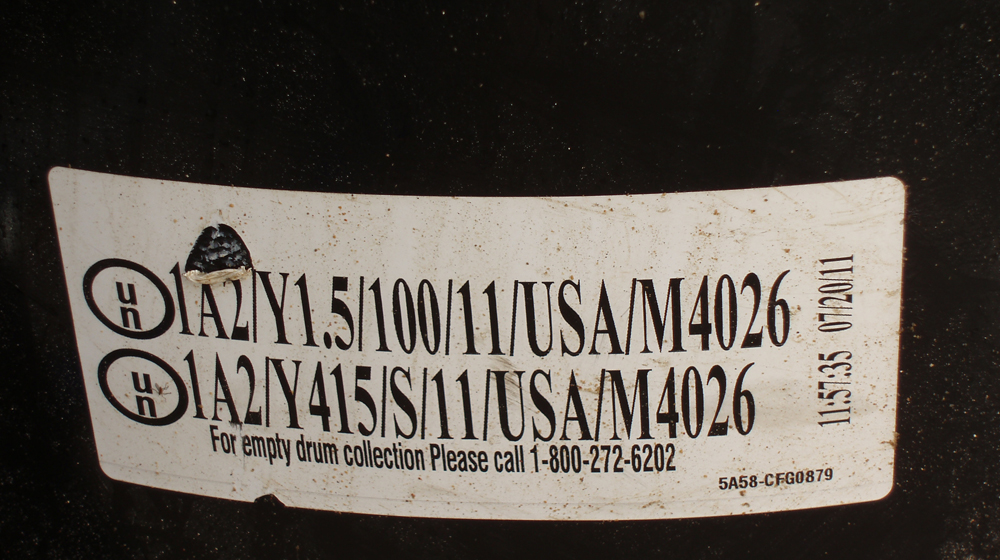 un 1A2/Y1.5/100/11/USA/M4026
un 1A2/Y415/S/11/USA/M4026
For empty drum collection Please call 1-800-272-6202
5A58-CFG0879
11:57:35 07/20/11